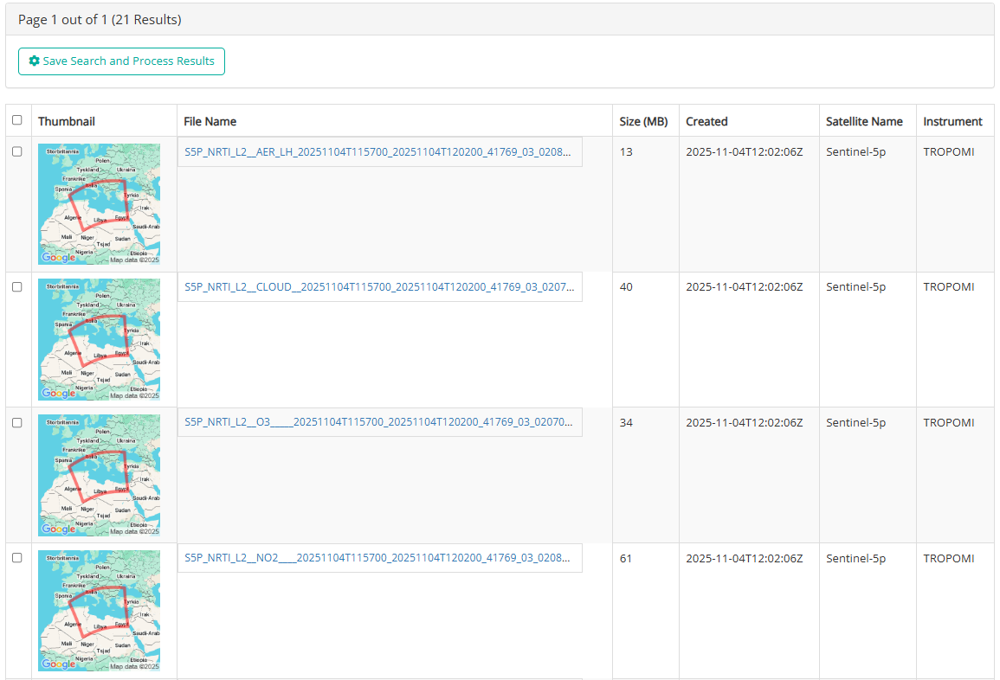 Page 1 out of 1 (21 Results)
Save Search and Process Results
Thumbnail File Name Size (MB) Created Satellite Name Instrument
S5P_NRTI_L2__AER_LH_20251104T115700_20251104T120200_41769_03_0208... 13 2025-11-04T12:02:06Z Sentinel-5p TROPOMI
Storbritannia
Polen
Tyskland Ukraina
Frankrike
Italia
Spania Tyrkia
Irak
Algerie Libya Egypt
Saudi-Arab
Mali Niger Sudan
Tsjad
Nigeria Etiopia
Google Map data ©2025
S5P_NRTI_L2__CLOUD__20251104T115700_20251104T120200_41769_03_0207... 40 2025-11-04T12:02:06Z Sentinel-5p TROPOMI
Storbritannia
Polen
Tyskland Ukraina
Frankrike
Italia
Spania Tyrkia
Irak
Algerie Libya Egypt
Saudi-Arab
Mali Niger Sudan
Tsjad
Nigeria Etiopia
Google Map data ©2025
S5P_NRTI_L2__O3_____20251104T115700_20251104T120200_41769_03_02070... 34 2025-11-04T12:02:06Z Sentinel-5p TROPOMI
Storbritannia
Polen
Tyskland Ukraina
Frankrike
Italia
Spania Tyrkia
Irak
Algerie Libya Egypt
Saudi-Arab
Mali Niger Sudan
Tsjad
Nigeria Etiopia
Google Map data ©2025
S5P_NRTI_L2__NO2____20251104T115700_20251104T120200_41769_03_0208... 61 2025-11-04T12:02:06Z Sentinel-5p TROPOMI
Storbritannia
Polen
Tyskland Ukraina
Frankrike
Italia
Spania Tyrkia
Irak
Algerie Libya Egypt
Saudi-Arab
Mali Niger Sudan
Tsjad
Nigeria Etiopia
Google Map data ©2025